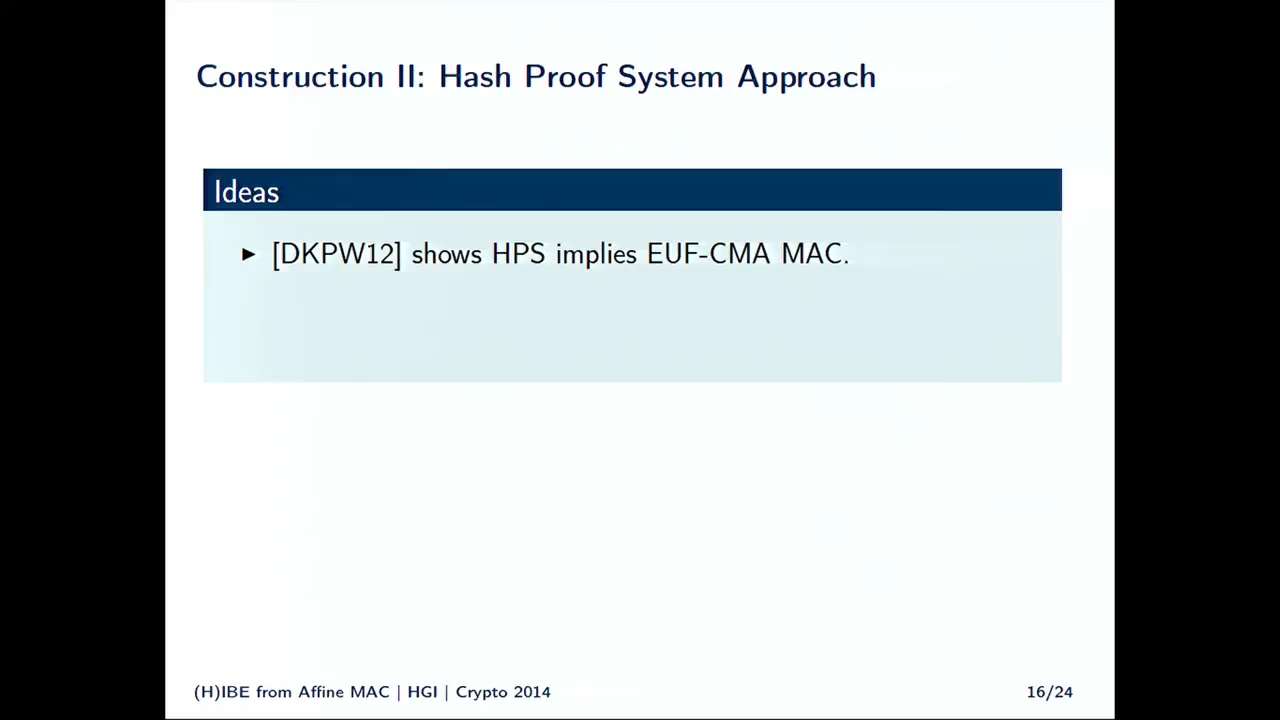 Construction II: Hash Proof System Approach
Ideas
► [DKPW12] shows HPS implies EUF-CMA MAC.
(H)IBE from Affine MAC | HGI | Crypto 2014
16/24